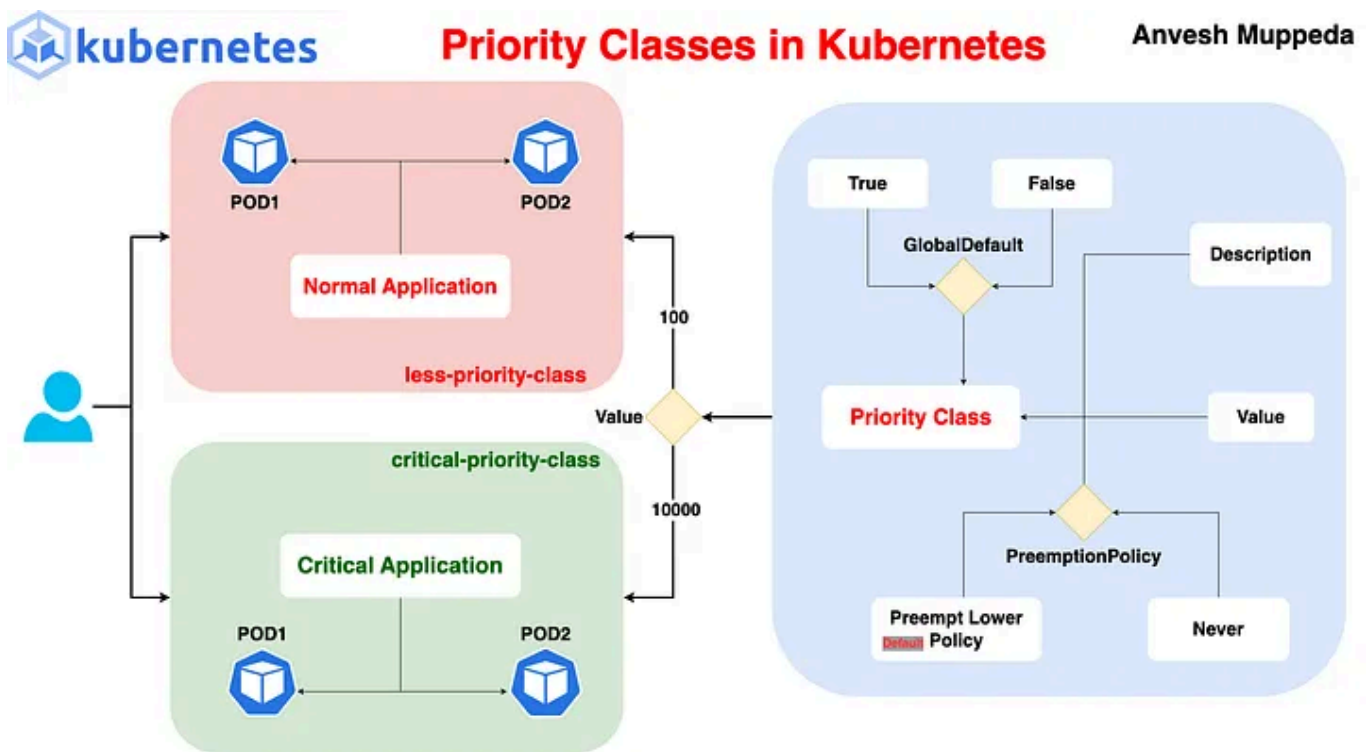 kubernetes
Priority Classes in Kubernetes
Anvesh Muppeda
POD1
POD2
Normal Application
less-priority-class
critical-priority-class
Critical Application
POD1
POD2
100
Value
10000
True
False
GlobalDefault
Description
Priority Class
Value
PreemptionPolicy
Preempt Lower
Default Policy
Never